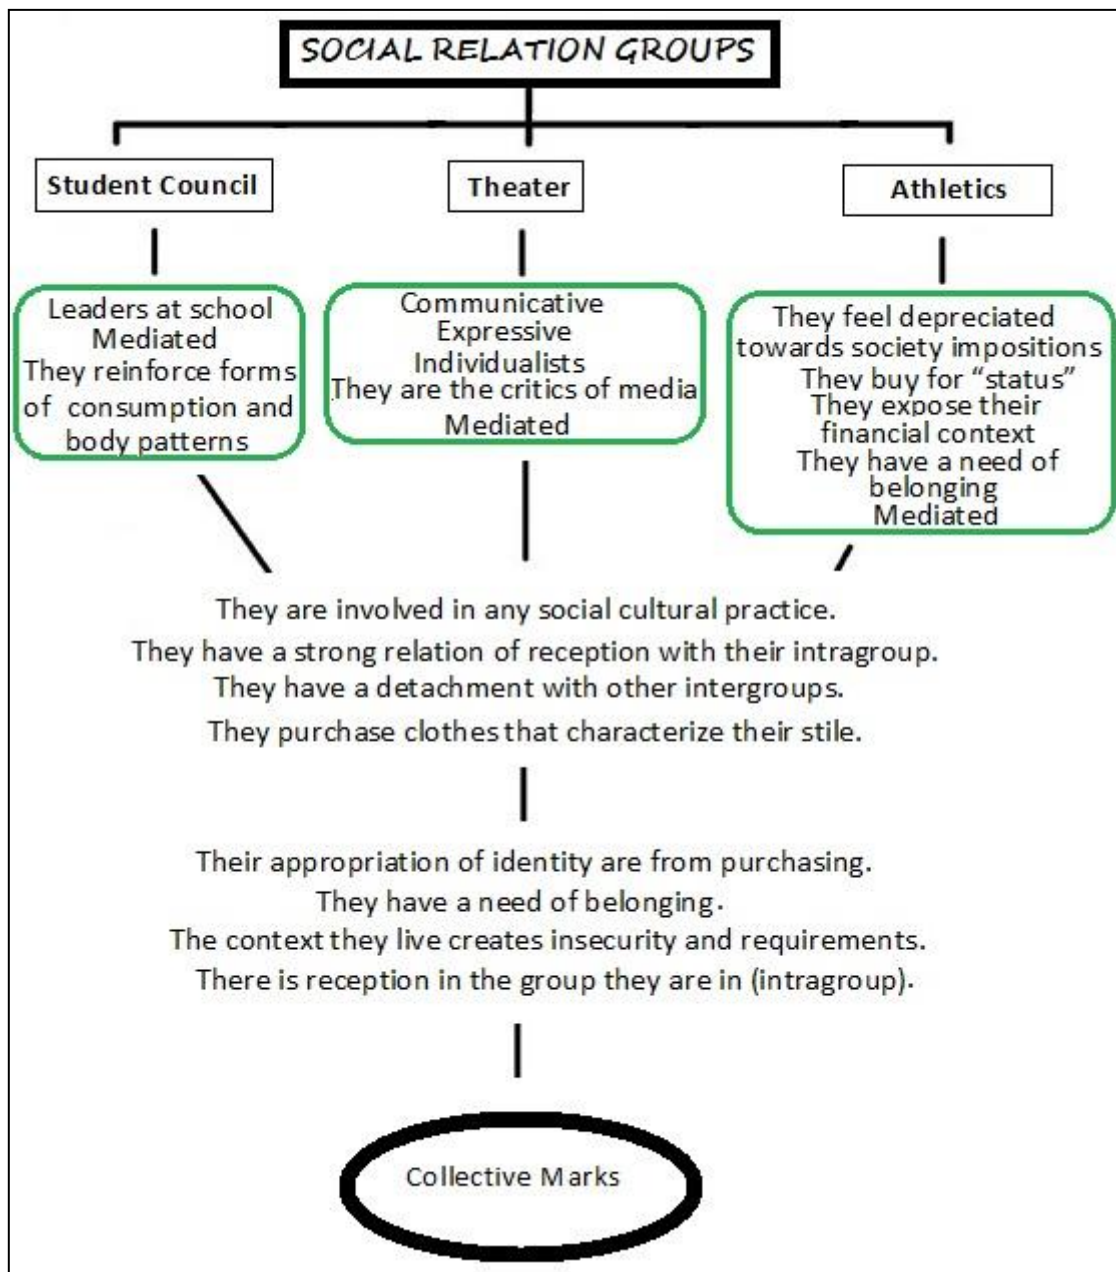 SOCIAL RELATION GROUPS
Student Council
Theater
Athletics
Leaders at school
Mediated
They reinforce forms
of consumption and
body patterns
Communicative
Expressive
Individualists
They are the critics of media
Mediated
They feel depreciated
towards society impositions
They buy for “status”
They expose their
financial context
They have a need of
belonging
Mediated
They are involved in any social cultural practice.
They have a strong relation of reception with their intragroup.
They have a detachment with other intergroups.
They purchase clothes that characterize their stile.
Their appropriation of identity are from purchasing.
They have a need of belonging.
The context they live creates insecurity and requirements.
There is reception in the group they are in (intragroup).
Collective Marks